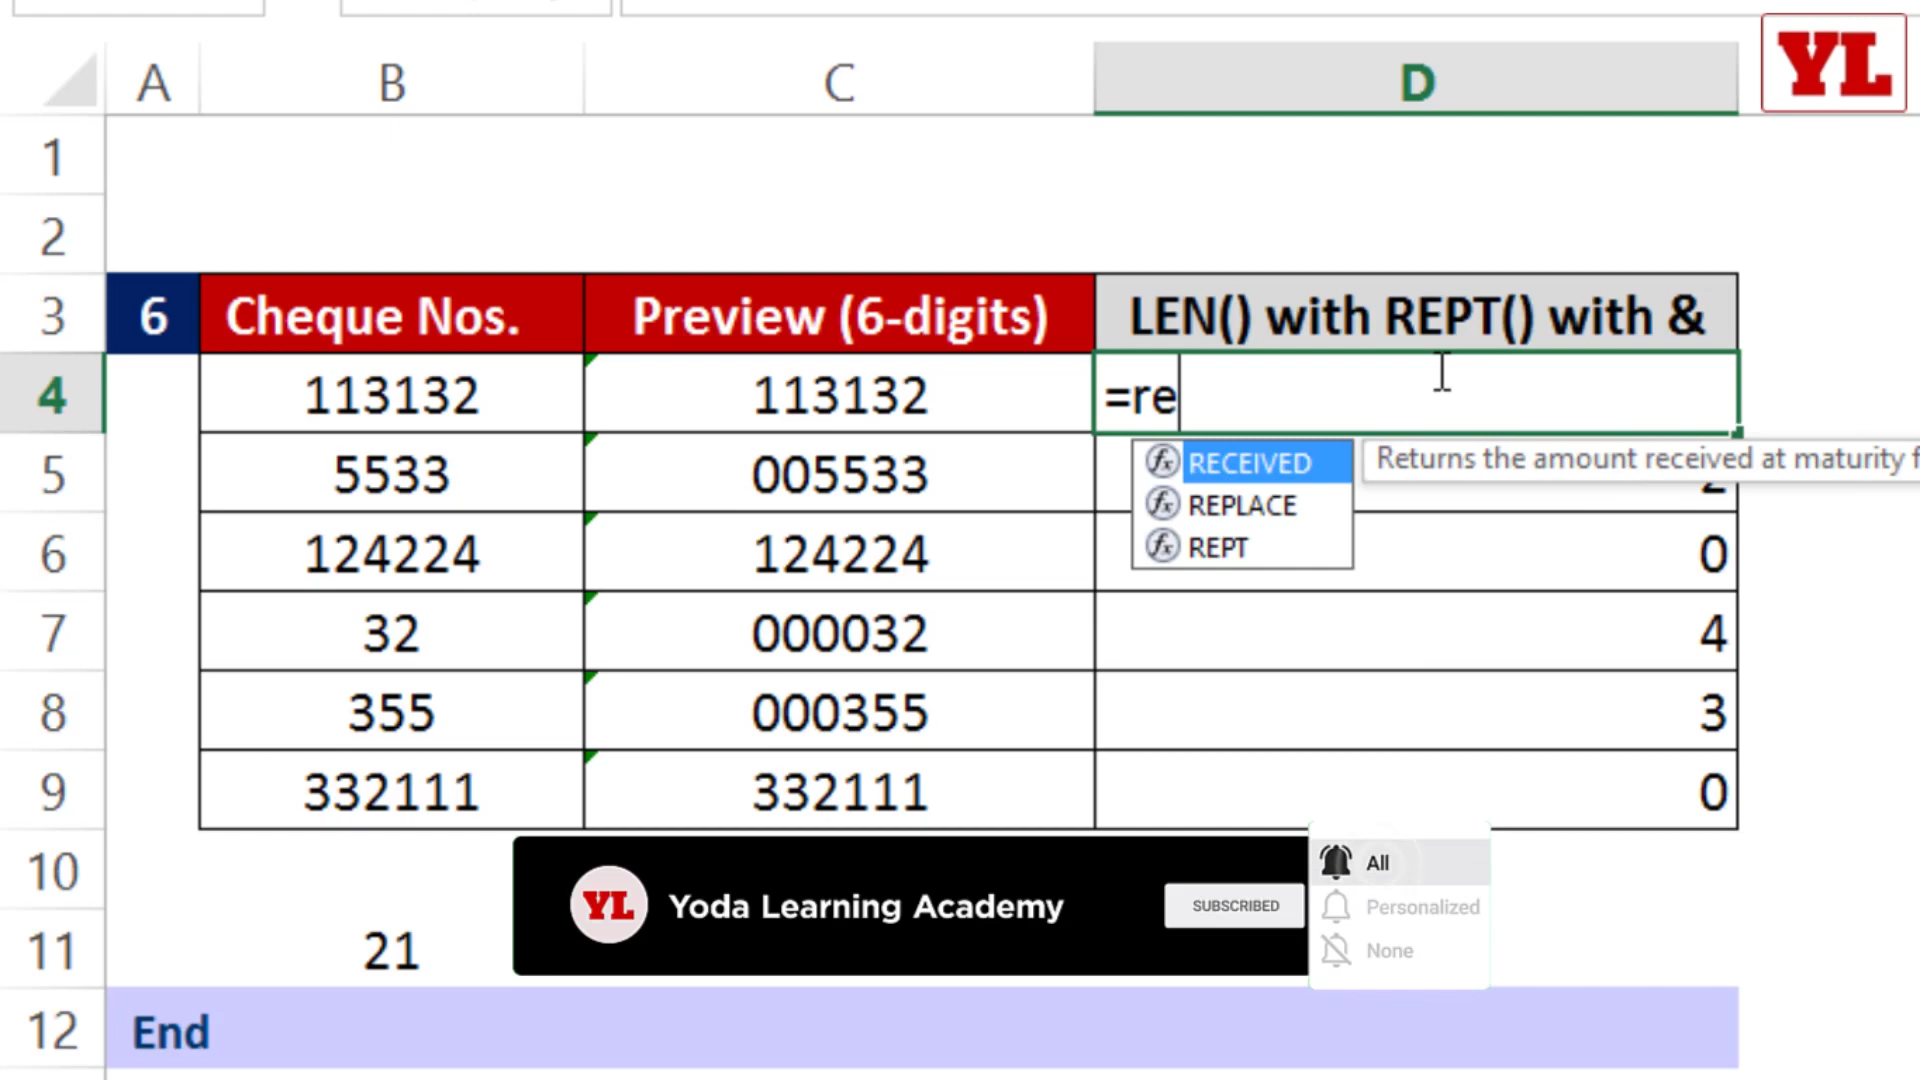 A B C D YL
1
2
3 6 Cheque Nos. Preview (6-digits) LEN() with REPT() with &
4 113132 113132 =re
5 5533 005533
RECEIVED Returns the amount received at maturity f
REPLACE
REPT
6 124224 124224 0
7 32 000032 4
8 355 000355 3
9 332111 332111 0
10
All
YL Yoda Learning Academy SUBSCRIBED Personalized
None
11 21
12 End